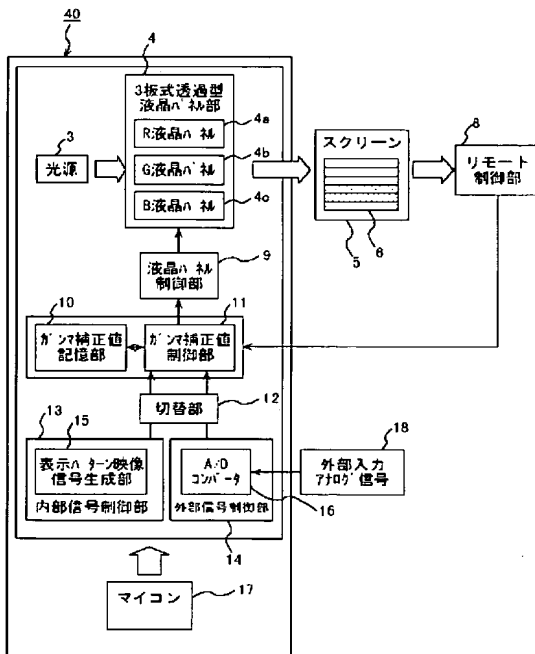 40
4
3板式透過型
液晶パネル部
R液晶パネル
4a
G液晶パネル
4b
B液晶パネル
4c
3
光源
スクリーン
5
6
8
リモート
制御部
9
液晶パネル
制御部
10
ガンマ補正値
記憶部
11
ガンマ補正値
制御部
12
切替部
13
15
表示パターン映像
信号生成部
内部信号制御部
A/D
コンバータ
16
外部信号制御部
14
18
外部入力
アナログ信号
マイコン
17